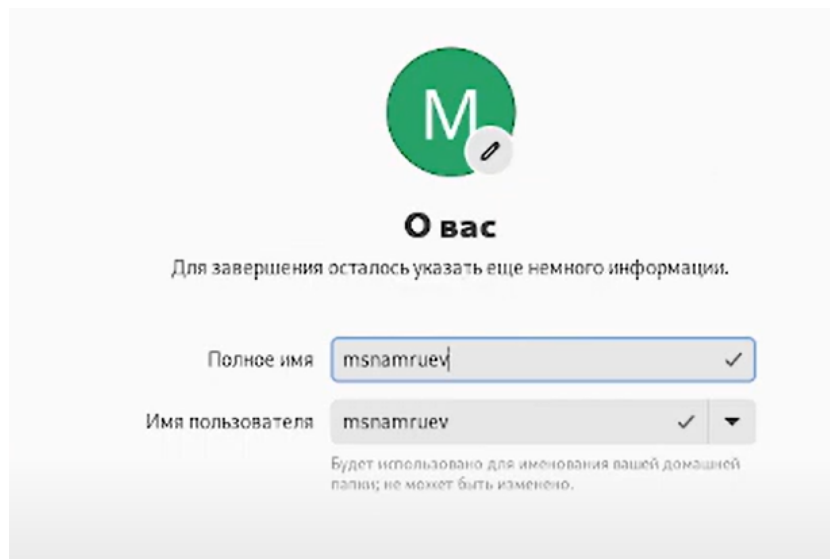 M
О вас
Для завершения осталось указать еще немного информации.
Полное имя msnamruev
Имя пользователя msnamruev
Будет использовано для именования вашей домашней
папки; не может быть изменено.